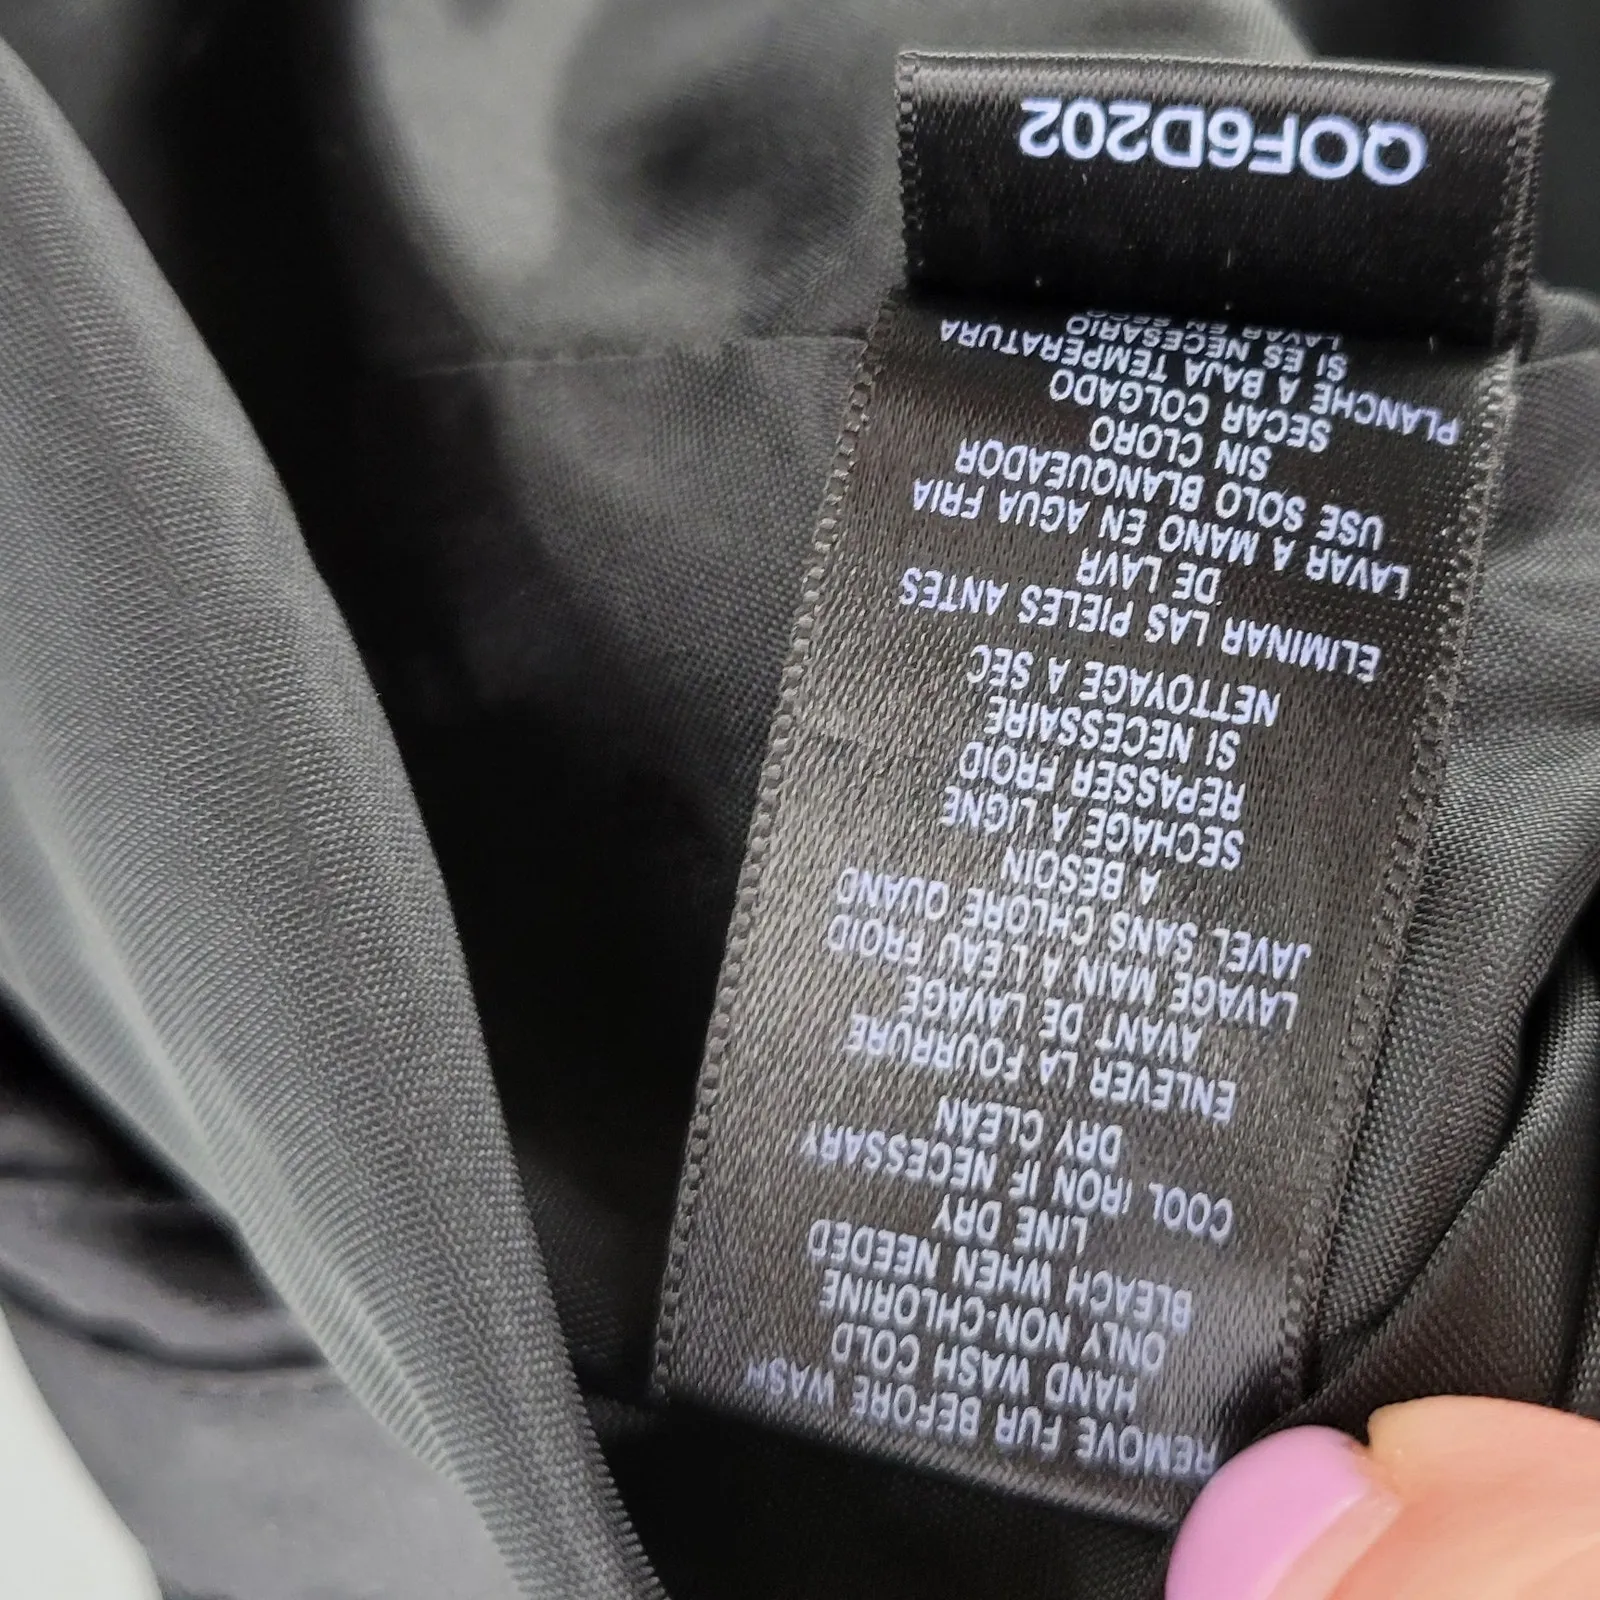 REMOVE FUR BEFORE WASH
HAND WASH COLD
ONLY NON-CHLORINE
BLEACH WHEN NEEDED
LINE DRY
COOL IRON IF NECESSARY
DRY CLEAN
ENLEVER LA FOURRURE
AVANT DE LAVAGE
LAVAGE MAIN A L EAU FROID
JAVEL SANS CHLORE QUAND
A BESOIN
SECHAGE A LIGNE
REPASSER FROID
SI NECESSAIRE
NETTOYAGE A SEC
ELIMINAR LAS PIELES ANTES
DE LAVR
LAVAR A MANO EN AGUA FRIA
USE SOLO BLANQUEADOR
SIN CLORO
SECAR COLGADO
PLANCHE A BAJA TEMPERATURA
SI ES NECESARIO
LAVAR EN SECO
QOF6D202